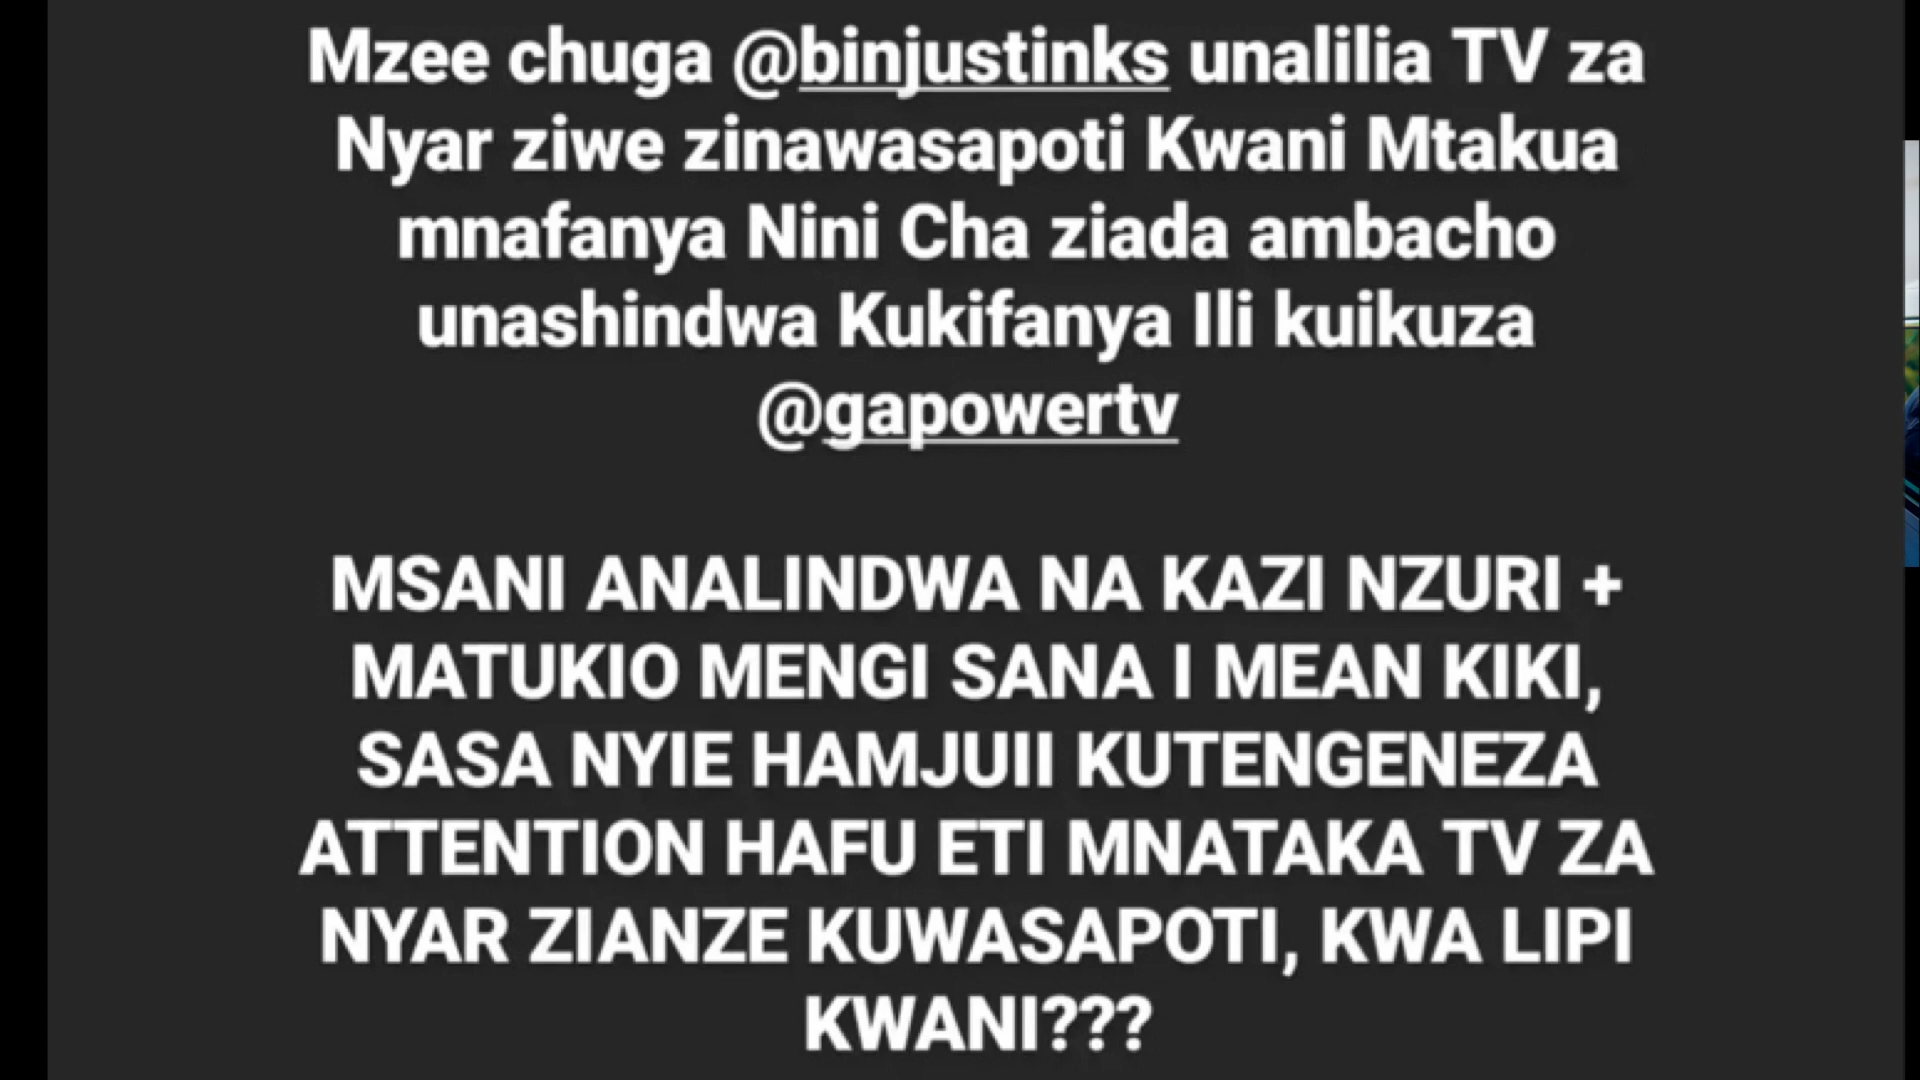 Mzee chuga @binjustinks unalilia TV za
Nyar ziwe zinawasapoti Kwani Mtakua
mnafanya Nini Cha ziada ambacho
unashindwa Kukifanya Ili kuikuza
@gapowertv
MSANI ANALINDWA NA KAZI NZURI +
MATUKIO MENGI SANA I MEAN KIKI,
SASA NYIE HAMJUII KUTENGENEZA
ATTENTION HAFU ETI MNATAKA TV ZA
NYAR ZIANZE KUWASAPOTI, KWA LIPI
KWANI???